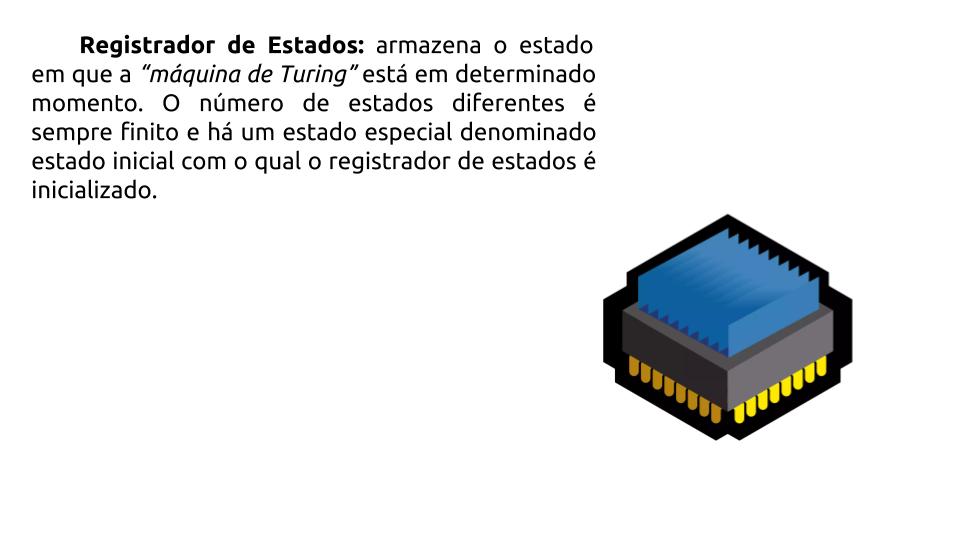 Registrador de Estados: armazena o estado
em que a “máquina de Turing” está em determinado
momento. O número de estados diferentes é
sempre finito e há um estado especial denominado
estado inicial com o qual o registrador de estados é
inicializado.